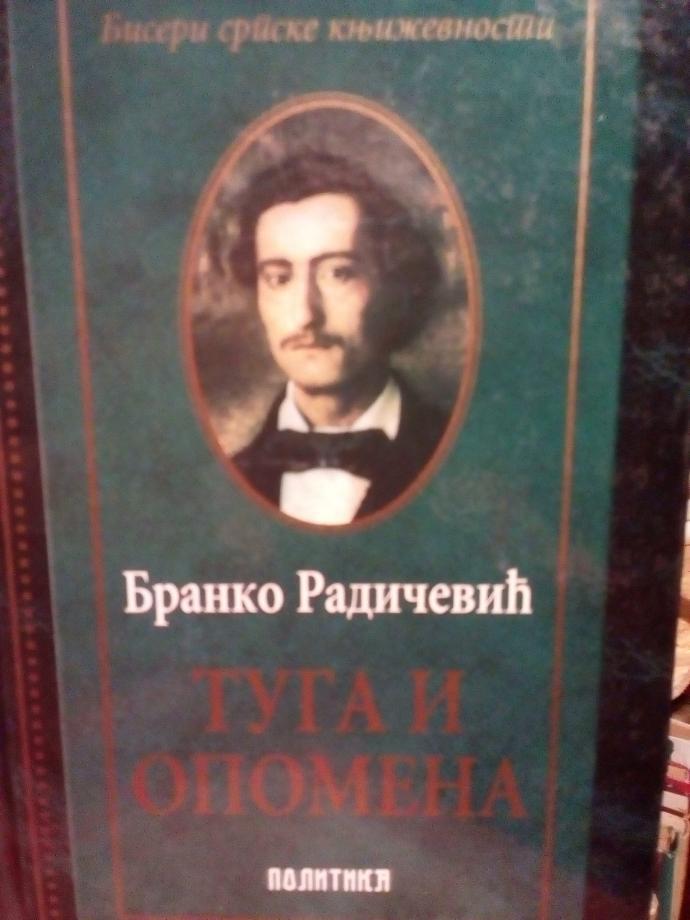 Бисери српске књижевности
Бранко Радичевић
ТУГА И
ОПОМЕНА
ПОЛИТИКА